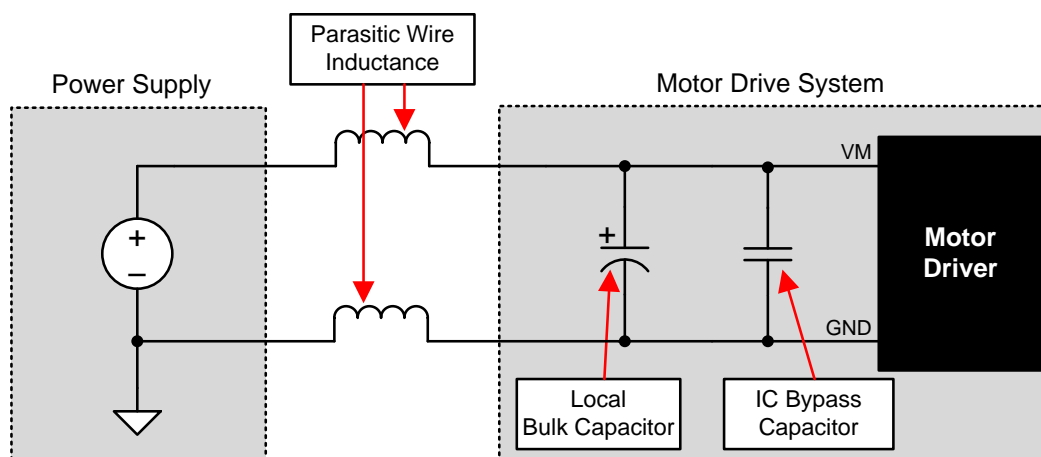 Parasitic Wire
Inductance
Power Supply
Motor Drive System
VM
+
–
+
Motor
Driver
GND
Local
Bulk Capacitor
IC Bypass
Capacitor